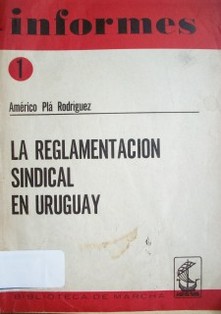 informes
1
Américo Plá Rodríguez
LA REGLAMENTACION
SINDICAL
EN URUGUAY
BIBLIOTECA DE MARCHA